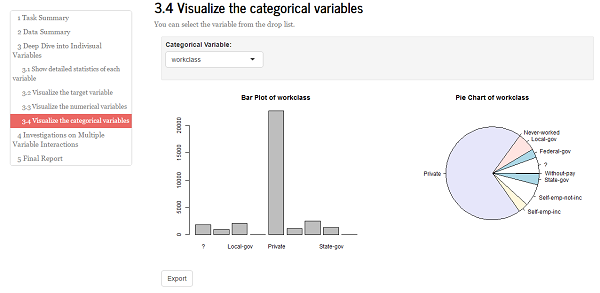 1 Task Summary
2 Data Summary
3 Deep Dive into Indivisual
Variables
3.1 Show detailed statistics of each
variable
3.2 Visualize the target variable
3.3 Visualize the numerical variables
3.4 Visualize the categorical variables
4 Investigations on Multiple
Variable Interactions
5 Final Report
3.4 Visualize the categorical variables
You can select the variable from the drop list.
Categorical Variable:
workclass
Bar Plot of workclass
20000
15000
10000
5000
0
? Local-gov Private State-gov
Pie Chart of workclass
Never-worked
Local-gov
Federal-gov
?
Private
Without-pay
State-gov
Self-emp-not-inc
Self-emp-inc
Export